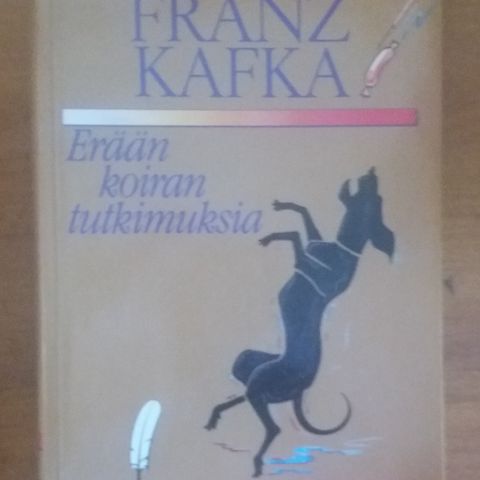 FRANZ
KAFKA
Erään
koiran
tutkimuksia